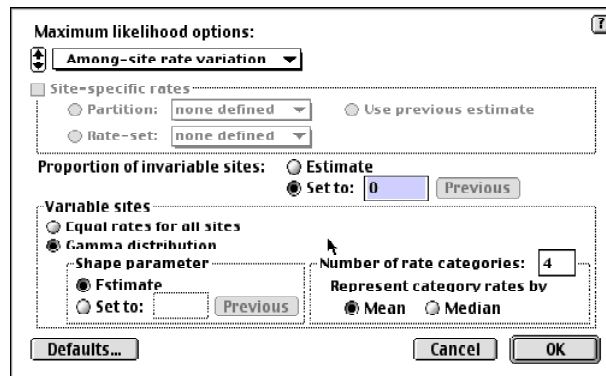 ?
Maximum likelihood options:
Among-site rate variation
Site-specific rates
Partition: none defined Use previous estimate
Rate-set: none defined
Proportion of invariable sites: Estimate
Set to: 0 Previous
Variable sites
Equal rates for all sites
Gamma distribution
Shape parameter Number of rate categories: 4
Estimate Represent category rates by
Set to: Previous Mean Median
Defaults... Cancel OK